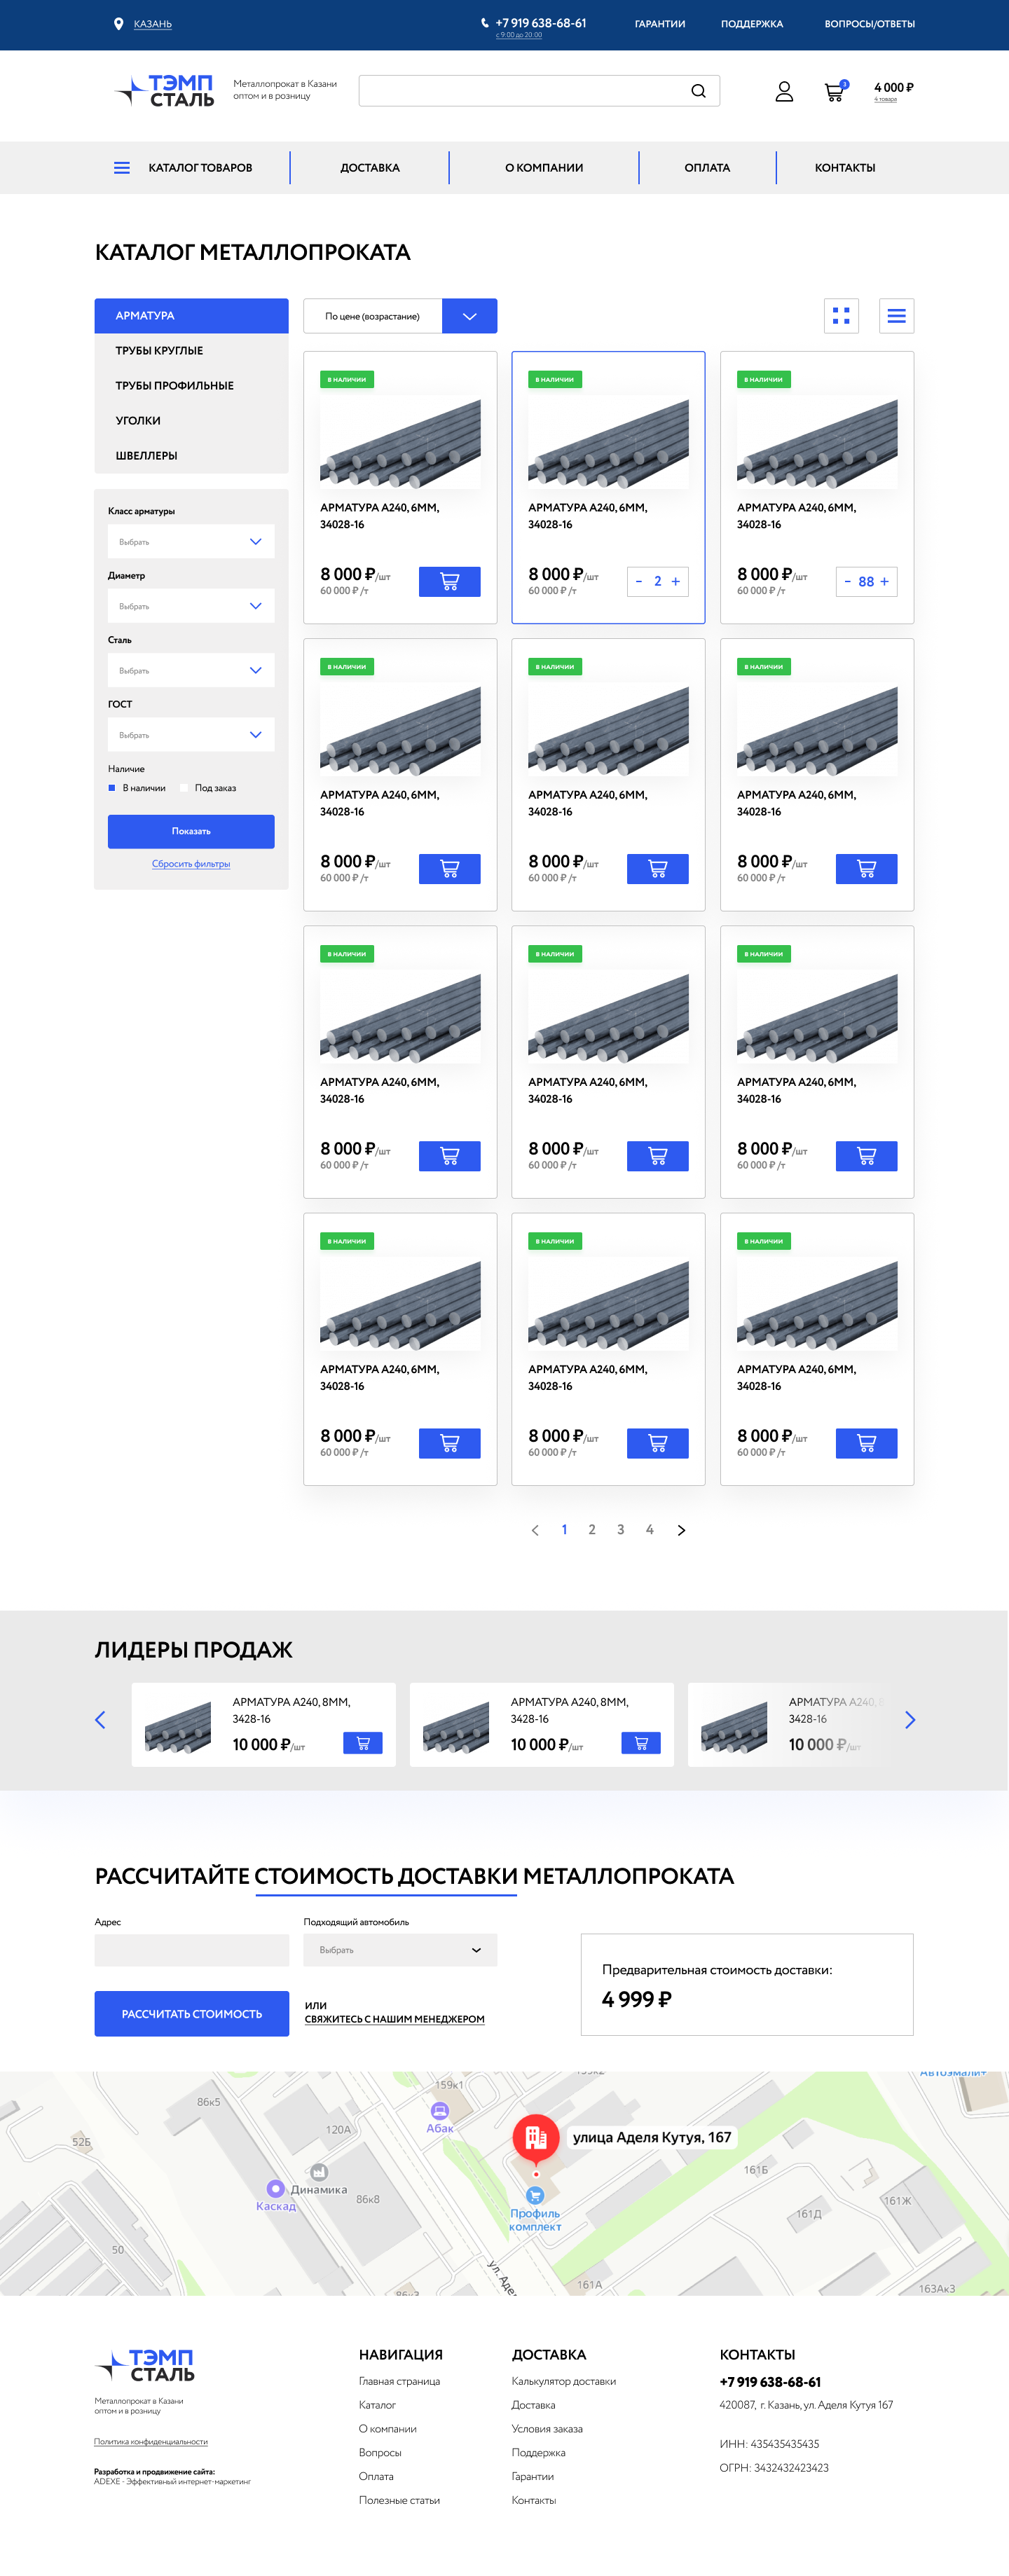 КАЗАНЬ
+7 919 638-68-61
с 9:00 до 20:00
ГАРАНТИИ
ПОДДЕРЖКА
ВОПРОСЫ/ОТВЕТЫ
ТЭМП
СТАЛЬ
Металлопрокат в Казани
оптом и в розницу
3
4 000 ₽
4 товара
КАТАЛОГ ТОВАРОВ
ДОСТАВКА
О КОМПАНИИ
ОПЛАТА
КОНТАКТЫ
КАТАЛОГ МЕТАЛЛОПРОКАТА
АРМАТУРА
ТРУБЫ КРУГЛЫЕ
ТРУБЫ ПРОФИЛЬНЫЕ
УГОЛКИ
ШВЕЛЛЕРЫ
Класс арматуры
Выбрать
Диаметр
Выбрать
Сталь
Выбрать
ГОСТ
Выбрать
Наличие
В наличии
Под заказ
Показать
Сбросить фильтры
По цене (возрастание)
В НАЛИЧИИ
АРМАТУРА А240, 6ММ,
34028-16
8 000 ₽/шт
60 000 ₽ /т
В НАЛИЧИИ
АРМАТУРА А240, 6ММ,
34028-16
8 000 ₽/шт
60 000 ₽ /т
- 2 +
В НАЛИЧИИ
АРМАТУРА А240, 6ММ,
34028-16
8 000 ₽/шт
60 000 ₽ /т
- 88 +
В НАЛИЧИИ
АРМАТУРА А240, 6ММ,
34028-16
8 000 ₽/шт
60 000 ₽ /т
В НАЛИЧИИ
АРМАТУРА А240, 6ММ,
34028-16
8 000 ₽/шт
60 000 ₽ /т
В НАЛИЧИИ
АРМАТУРА А240, 6ММ,
34028-16
8 000 ₽/шт
60 000 ₽ /т
В НАЛИЧИИ
АРМАТУРА А240, 6ММ,
34028-16
8 000 ₽/шт
60 000 ₽ /т
В НАЛИЧИИ
АРМАТУРА А240, 6ММ,
34028-16
8 000 ₽/шт
60 000 ₽ /т
В НАЛИЧИИ
АРМАТУРА А240, 6ММ,
34028-16
8 000 ₽/шт
60 000 ₽ /т
В НАЛИЧИИ
АРМАТУРА А240, 6ММ,
34028-16
8 000 ₽/шт
60 000 ₽ /т
В НАЛИЧИИ
АРМАТУРА А240, 6ММ,
34028-16
8 000 ₽/шт
60 000 ₽ /т
В НАЛИЧИИ
АРМАТУРА А240, 6ММ,
34028-16
8 000 ₽/шт
60 000 ₽ /т
1 2 3 4
ЛИДЕРЫ ПРОДАЖ
АРМАТУРА А240, 8ММ,
3428-16
10 000 ₽/шт
АРМАТУРА А240, 8ММ,
3428-16
10 000 ₽/шт
АРМАТУРА А240, 8
3428-16
10 000 ₽/шт
РАССЧИТАЙТЕ СТОИМОСТЬ ДОСТАВКИ МЕТАЛЛОПРОКАТА
Адрес
Подходящий автомобиль
Выбрать
РАССЧИТАТЬ СТОИМОСТЬ
ИЛИ
СВЯЖИТЕСЬ С НАШИМ МЕНЕДЖЕРОМ
Предварительная стоимость доставки:
4 999 ₽
159к1
Автоэмали+
86к5
Абак
120А
52Б
улица Аделя Кутуя, 167
161Б
Динамика
Каскад
86к8
Профиль
комплект
161Ж
161Д
50
ул. Аде
161А
86к3
163Ак3
ТЭМП
СТАЛЬ
Металлопрокат в Казани
оптом и в розницу
Политика конфиденциальности
Разработка и продвижение сайта:
ADEXE - Эффективный интернет-маркетинг
НАВИГАЦИЯ
Главная страница
Каталог
О компании
Вопросы
Оплата
Полезные статьи
ДОСТАВКА
Калькулятор доставки
Доставка
Условия заказа
Поддержка
Гарантии
Контакты
КОНТАКТЫ
+7 919 638-68-61
420087, г. Казань, ул. Аделя Кутуя 167
ИНН: 435435435435
ОГРН: 3432432423423